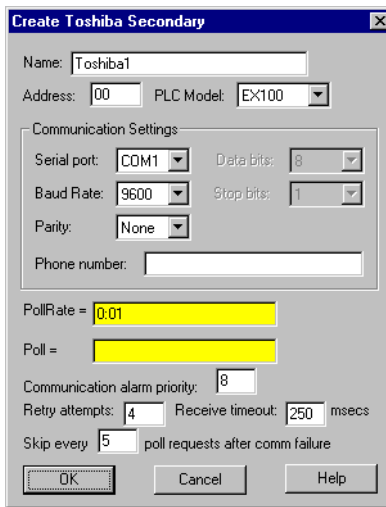 Create Toshiba Secondary
Name: Toshiba1
Address: 00 PLC Model: EX100
Communication Settings
Serial port: COM1 Data bits: 8
Baud Rate: 9600 Stop bits: 1
Parity: None
Phone number:
PollRate = 0:01
Poll =
Communication alarm priority: 8
Retry attempts: 4 Receive timeout: 250 msecs
Skip every 5 poll requests after comm failure
OK Cancel Help